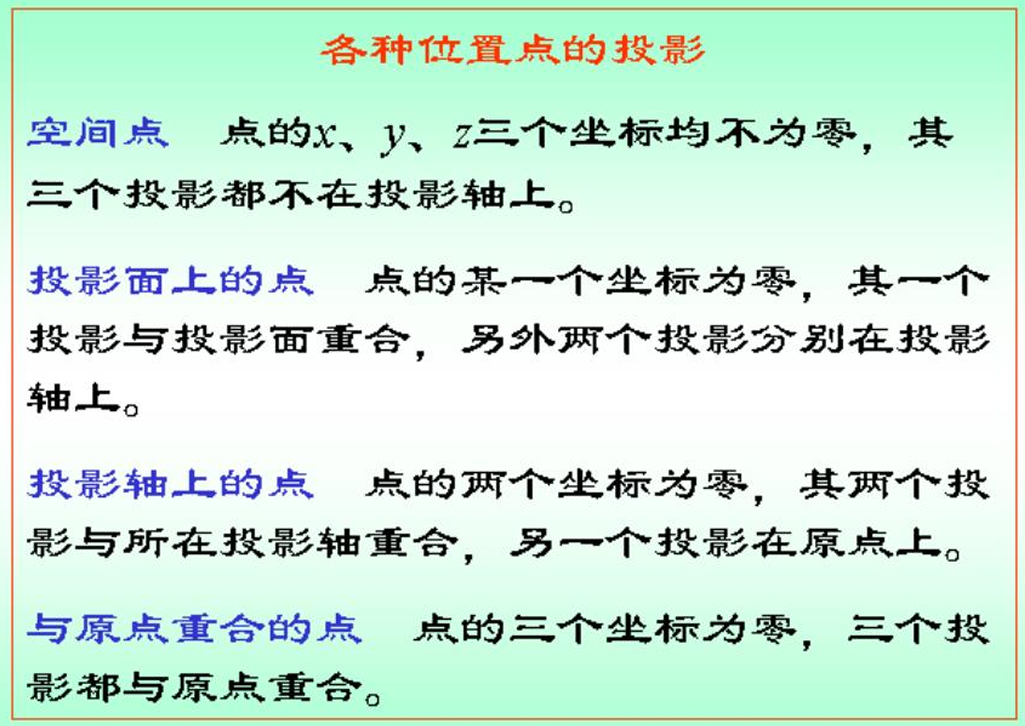 各种位置点的投影
空间点 点的x、y、z三个坐标均不为零，其
三个投影都不在投影轴上。
投影面上的点 点的某一个坐标为零，其一个
投影与投影面重合，另外两个投影分别在投影
轴上。
投影轴上的点 点的两个坐标为零，其两个投
影与所在投影轴重合，另一个投影在原点上。
与原点重合的点 点的三个坐标为零，三个投
影都与原点重合。